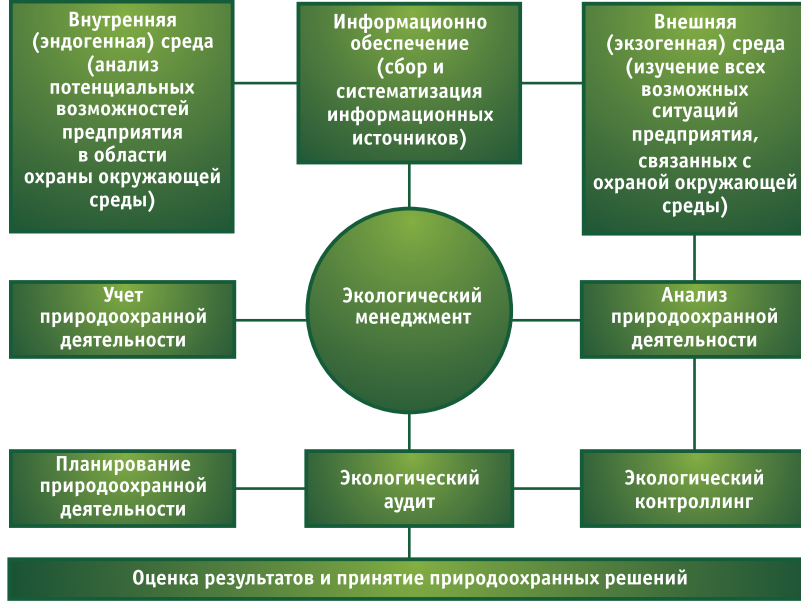 Внутренняя
(эндогенная) среда
(анализ
потенциальных
возможностей
предприятия
в области
охраны окружающей
среды)
Информационно
обеспечение
(сбор и
систематизация
информационных
источников)
Внешняя
(экзогенная) среда
(изучение всех
возможных
ситуаций
предприятия,
связанных с
охраной окружающей
среды)
Учет
природоохранной
деятельности
Экологический
менеджмент
Анализ
природоохранной
деятельности
Планирование
природоохранной
деятельности
Экологический
аудит
Экологический
контроллинг
Оценка результатов и принятие природоохранных решений